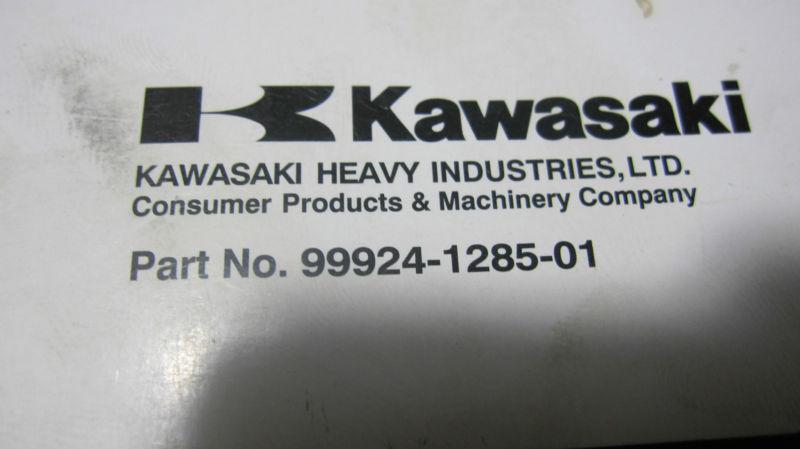 Kawasaki
KAWASAKI HEAVY INDUSTRIES,LTD.
Consumer Products & Machinery Company
Part No. 99924-1285-01